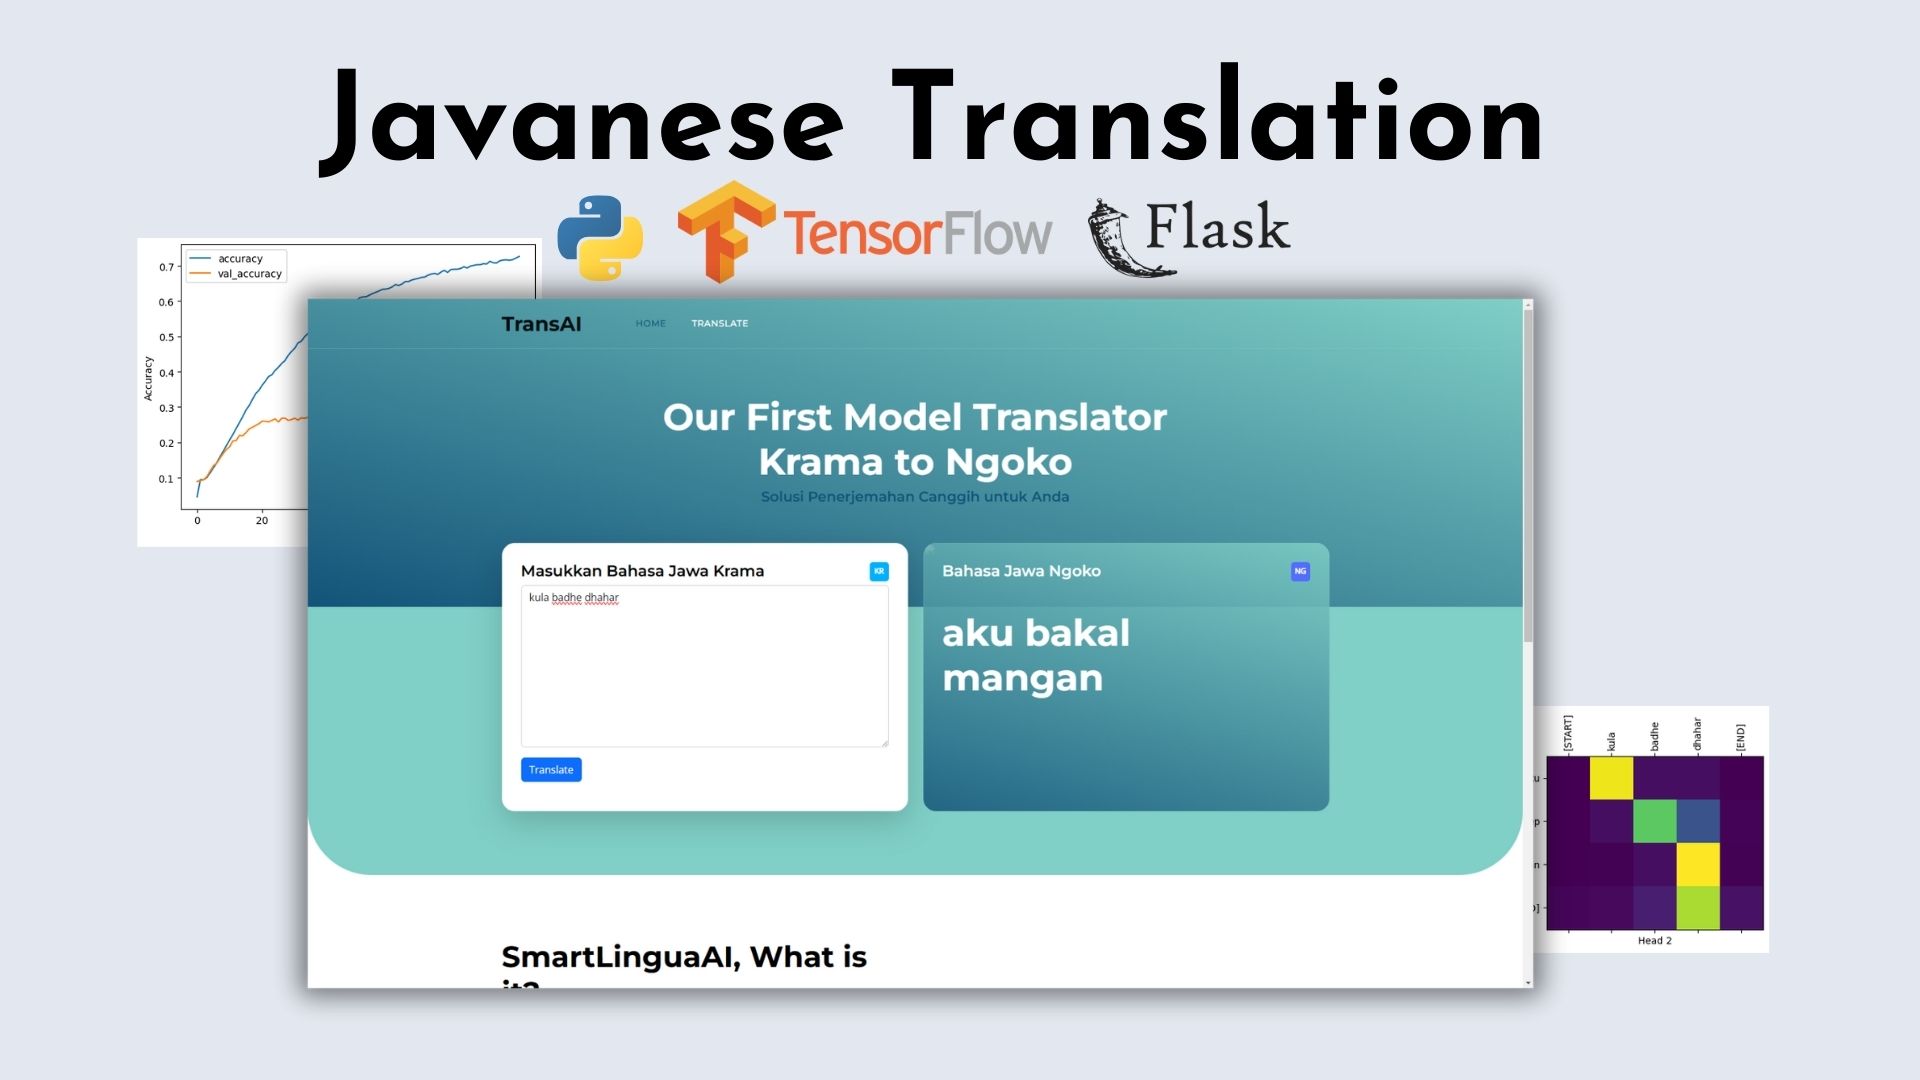 Javanese Translation
TensorFlow
Flask
accuracy
val_accuracy
0.7
0.6
0.5
0.4
0.3
0.2
0.1
Accuracy
0
20
TransAI
HOME
TRANSLATE
Our First Model Translator
Krama to Ngoko
Solusi Penerjemahan Canggih untuk Anda
Masukkan Bahasa Jawa Krama
KR
kula badhe dhahar
Translate
Bahasa Jawa Ngoko
NG
aku bakal
mangan
SmartLinguaAI, What is
it?
[START]
kula
badhe
dhahar
[END]
Head 2